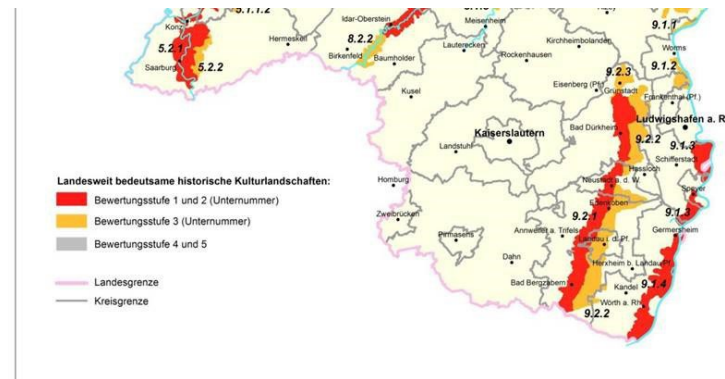 5.1.1.2
Konz
Idar-Oberstein
Meisenheim
9.1.1
8.2.2
Kirchheimbolanden
Hermeskeil
Lauterecken
Worms
5.2.1
Birkenfeld
Baumholder
Rockenhausen
9.1.2
5.2.2
Saarburg
9.2.3
Kusel
Eisenberg (Pf.)
Grünstadt
Frankenthal (Pf.)
Ludwigshafen a. R
Kaiserslautern
Bad Dürkheim
9.2.2
9.1.3
Landstuhl
Schifferstadt
Hassloch
Landesweit bedeutsame historische Kulturlandschaften:
Homburg
Neustadt a. d. W.
Speyer
Bewertungsstufe 1 und 2 (Unternummer)
Edenkoben
Zweibrücken
9.2.1
9.1.3
Bewertungsstufe 3 (Unternummer)
Pirmasens
Annweiler a. Trifels
Germersheim
Bewertungsstufe 4 und 5
Landau i. d. Pf.
Dahn
Herxheim b. Landau/Pf.
Landesgrenze
Bad Bergzabern
Kandel
9.1.4
Kreisgrenze
Wörth a. Rh.
9.2.2